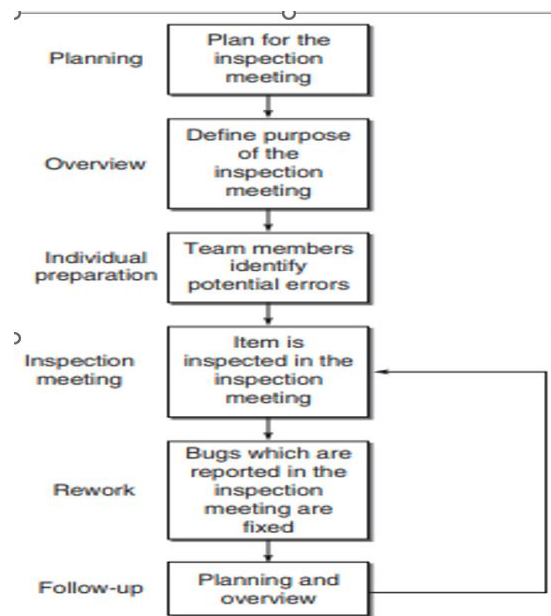 Planning
Plan for the
inspection
meeting
Overview
Define purpose
of the
inspection
meeting
Individual
preparation
Team members
identify
potential errors
Inspection
meeting
Item is
inspected in the
inspection
meeting
Rework
Bugs which are
reported in the
inspection
meeting are
fixed
Follow-up
Planning and
overview